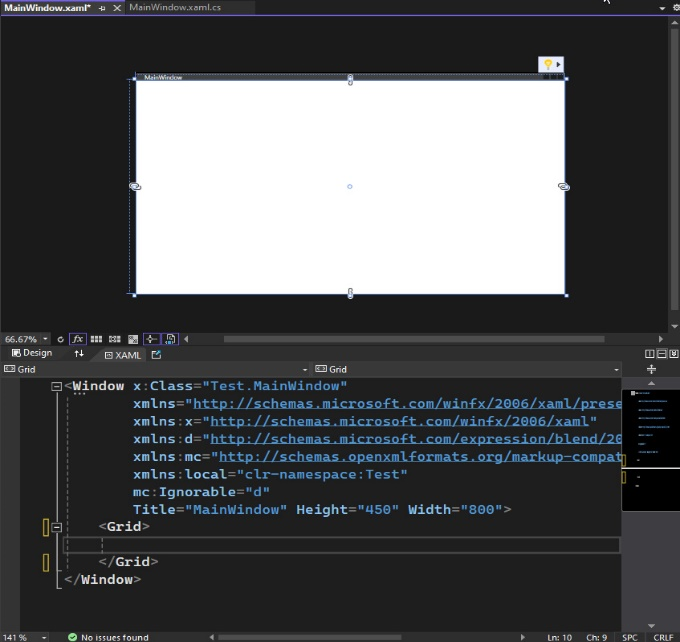 MainWindow.xaml*
MainWindow.xaml.cs
MainWindow
66.67%
fx
Design
XAML
Grid
Grid
<Window x:Class="Test.MainWindow"
xmlns="http://schemas.microsoft.com/winfx/2006/xaml/prese
xmlns:x="http://schemas.microsoft.com/winfx/2006/xaml"
xmlns:d="http://schemas.microsoft.com/expression/blend/20
xmlns:mc="http://schemas.openxmlformats.org/markup-compat
xmlns:local="clr-namespace:Test"
mc:Ignorable="d"
Title="MainWindow" Height="450" Width="800">
<Grid>
</Grid>
</Window>
141 %
No issues found
Ln: 10
Ch: 9
SPC
CRLF